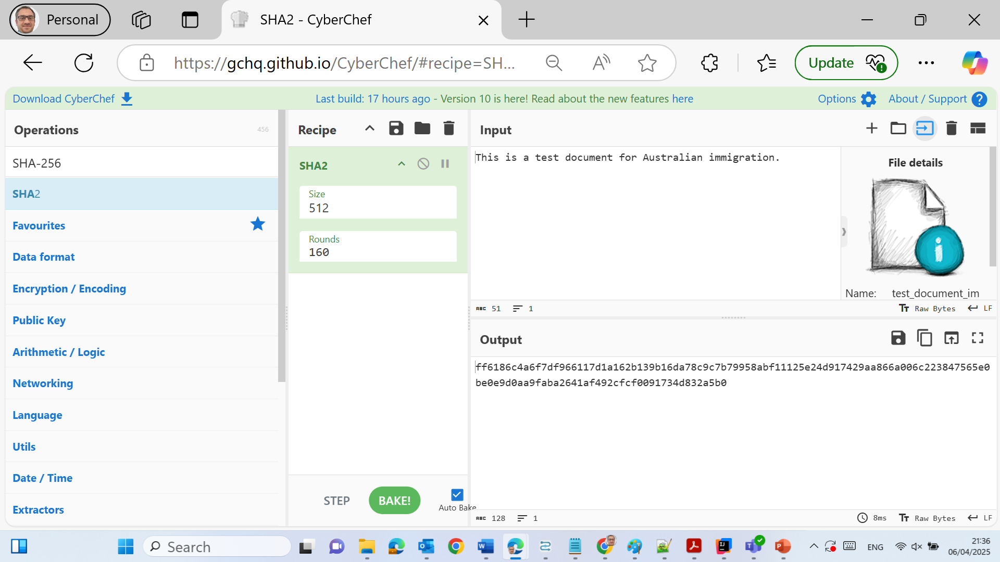 Personal
SHA2 - CyberChef
https://gchq.github.io/CyberChef/#recipe=SH...
Update
Download CyberChef
Last build: 17 hours ago - Version 10 is here! Read about the new features here
Options
About / Support
Operations
456
SHA-256
SHA2
Favourites
Data format
Encryption / Encoding
Public Key
Arithmetic / Logic
Networking
Language
Utils
Date / Time
Extractors
Recipe
SHA2
Size
512
Rounds
160
STEP
BAKE!
Auto Bake
Input
This is a test document for Australian immigration.
File details
Name: test_document_im
ABC 51 1
Raw Bytes LF
Output
ff6186c4a6f7df966117d1a162b139b16da78c9c7b79958abf11125e24d917429aa866a006c223847565e0
be0e9d0aa9faba2641af492cfcf0091734d832a5b0
ABC 128 1
8ms Raw Bytes LF
Search
ENG
21:36
06/04/2025